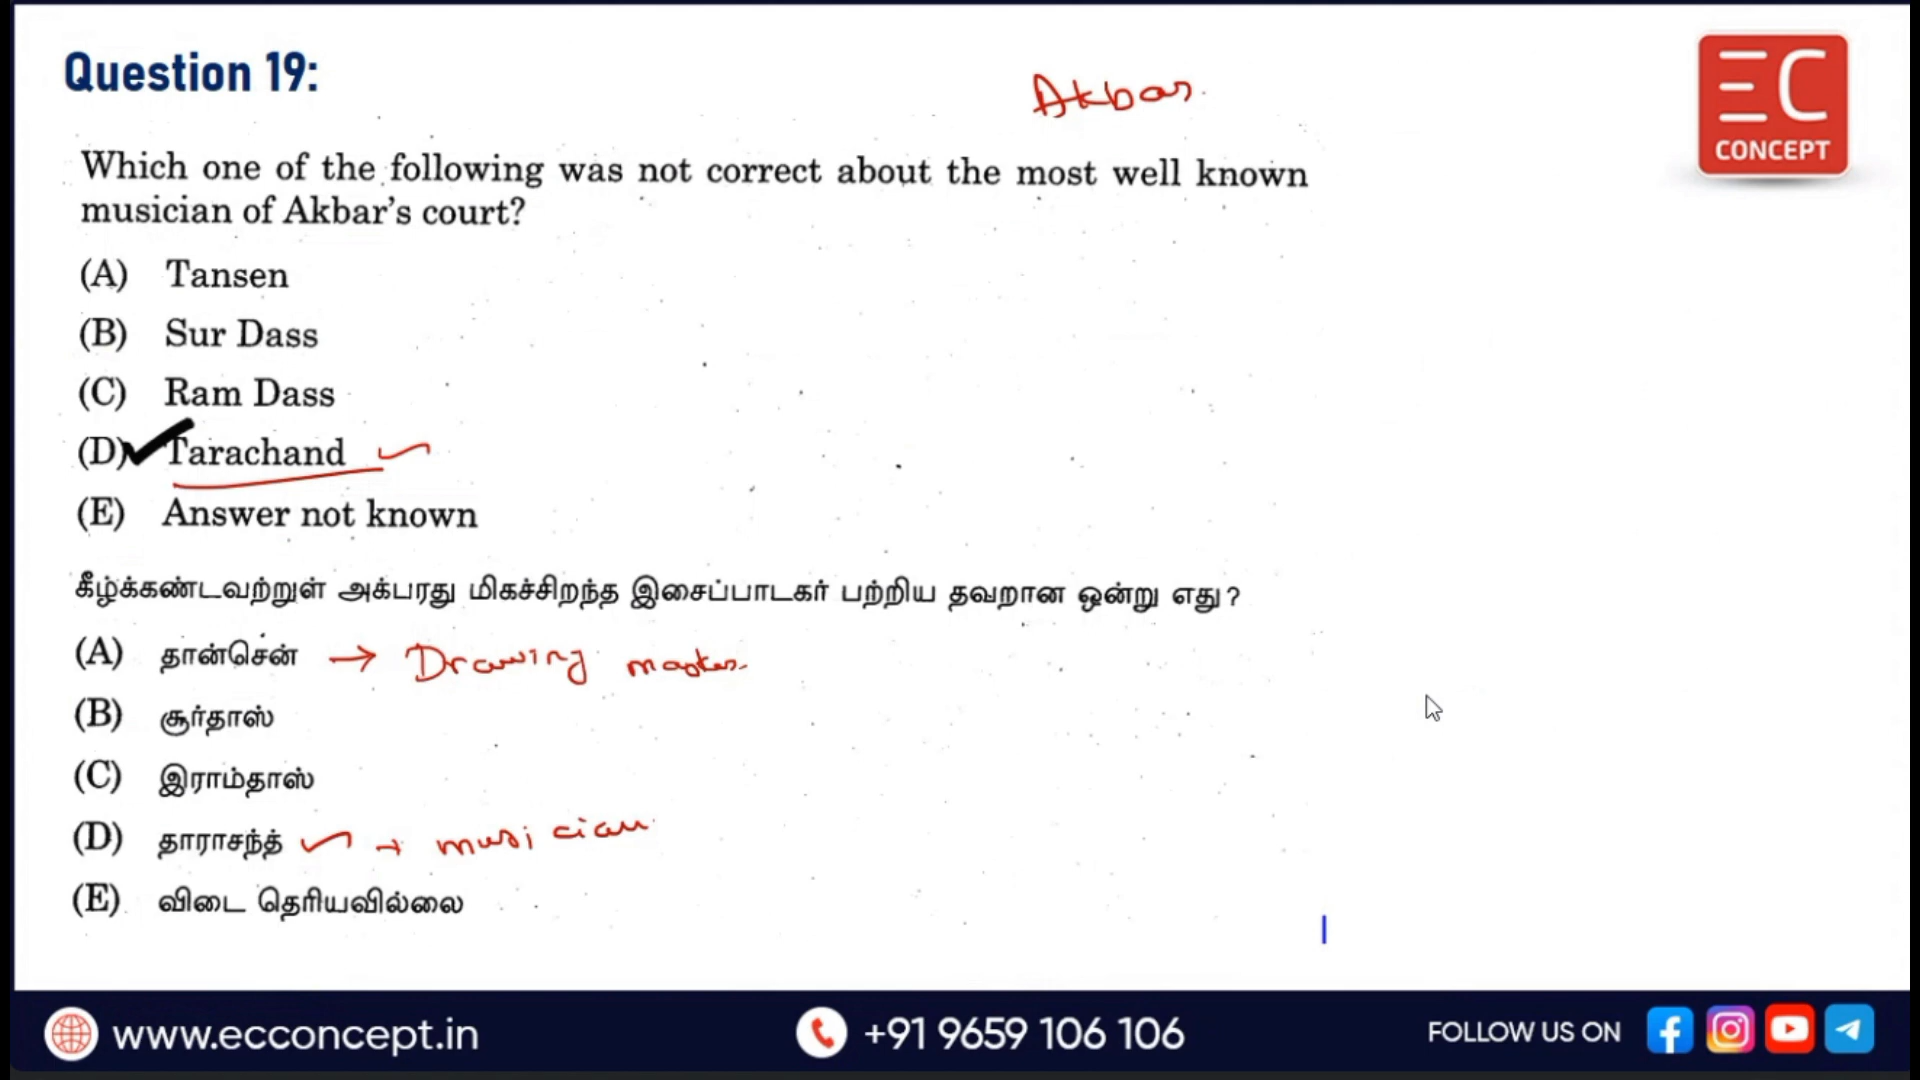 Question 19:
Akbar
EC
CONCEPT
Which one of the following was not correct about the most well known
musician of Akbar's court?
(A) Tansen
(B) Sur Dass
(C) Ram Dass
(D) Tarachand
(E) Answer not known
கீழ்க்கண்டவற்றுள் அக்பரது மிகச்சிறந்த இசைப்பாடகர் பற்றிய தவறான ஒன்று எது?
(A) தான்சென் → Drawing master
(B) சூர்தாஸ்
(C) இராம்தாஸ்
(D) தாராசந்த் → musician
(E) விடை தெரியவில்லை
www.ecconcept.in +91 9659 106 106 FOLLOW US ON